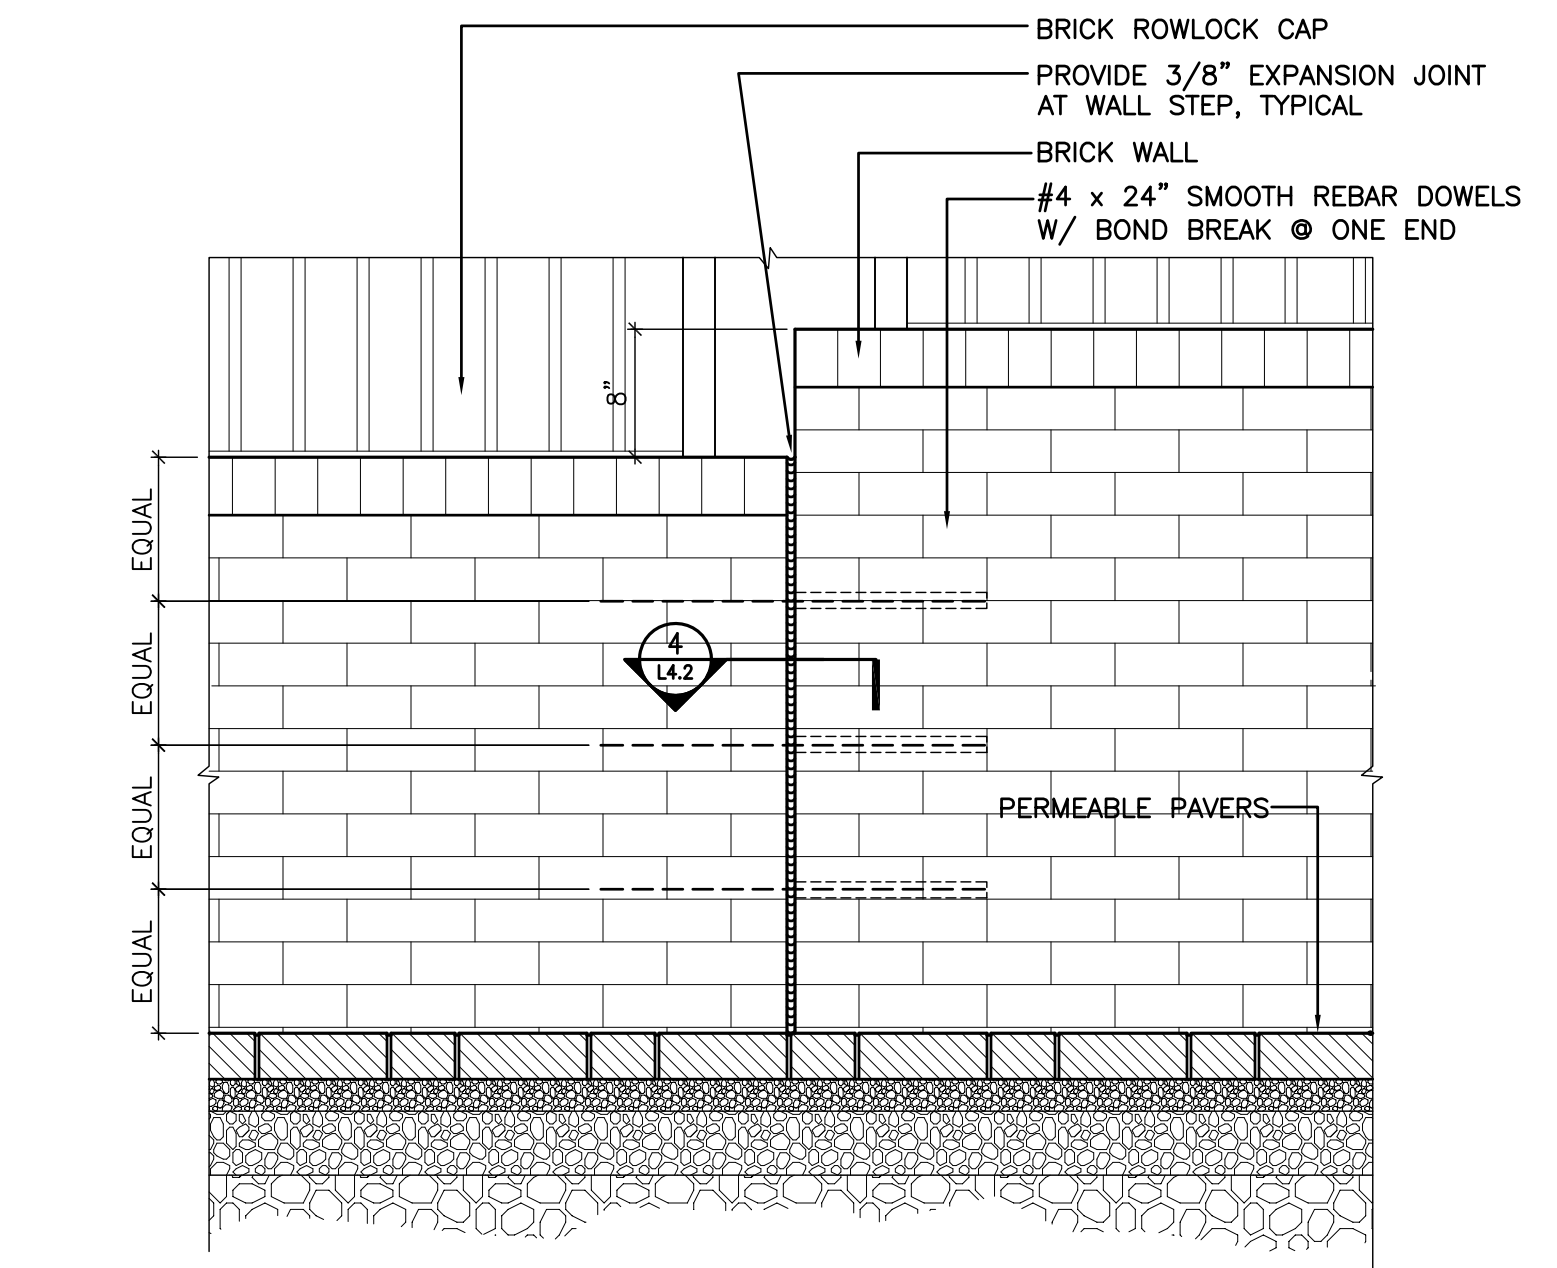 BRICK ROWLOCK CAP
PROVIDE 3/8" EXPANSION JOINT
AT WALL STEP, TYPICAL
BRICK WALL
#4 x 24" SMOOTH REBAR DOWELS
W/ BOND BREAK @ ONE END
8"
EQUAL
EQUAL
4
L4.2
EQUAL
PERMEABLE PAVERS
EQUAL